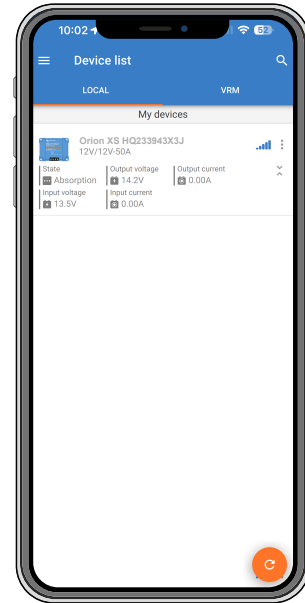 10:02
52
Device list
LOCAL VRM
My devices
Orion XS HQ233943X3J
12V/12V-50A
State Output voltage Output current
Absorption 14.2V 0.00A
Input voltage Input current
13.5V 0.00A